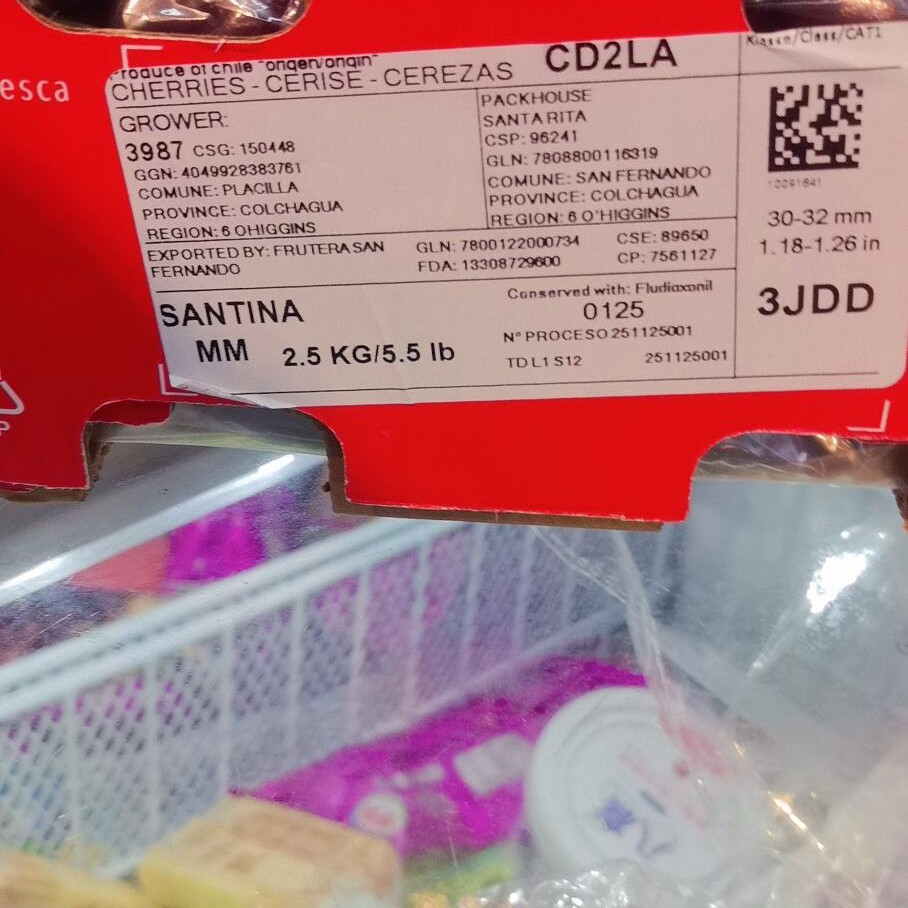 esca
Produce of chile "origen/origin"
CHERRIES - CERISE - CEREZAS
CD2LA
Klasse/Class/CAT1
GROWER:
3987 CSG: 150448
GGN: 4049928383761
COMUNE: PLACILLA
PROVINCE: COLCHAGUA
REGION: 6 OHIGGINS
PACKHOUSE
SANTA RITA
CSP: 96241
GLN: 7808800116319
COMUNE: SAN FERNANDO
PROVINCE: COLCHAGUA
REGION: 6 O'HIGGINS
10091641
30-32 mm
1.18-1.26 in
3JDD
EXPORTED BY: FRUTERA SAN
FERNANDO
GLN: 7800122000734
FDA: 13308729600
CSE: 89650
CP: 7561127
SANTINA
MM 2.5 KG/5.5 lb
Conserved with: Fludioxonil
0125
N° PROCESO 251125001
TD L1 S12 251125001
P